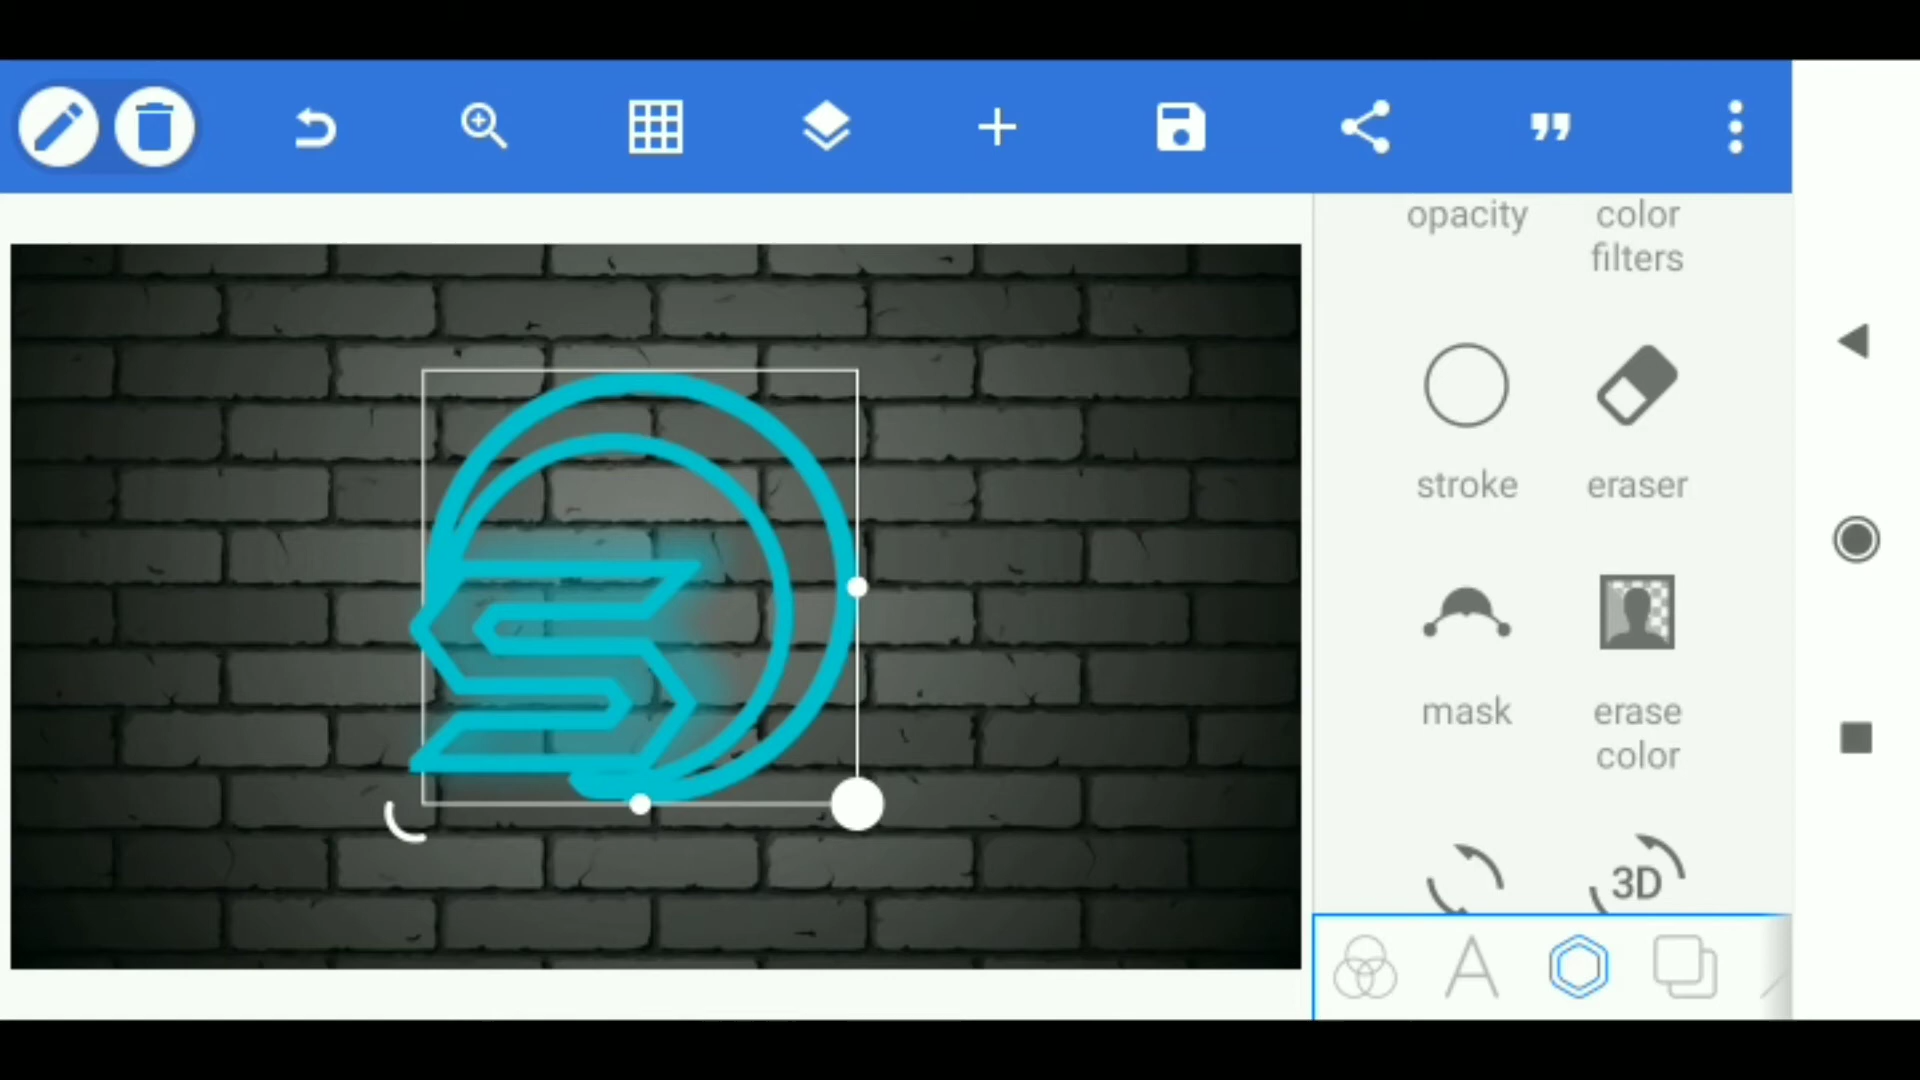 opacity
color
filters
stroke
eraser
mask
erase
color
3D